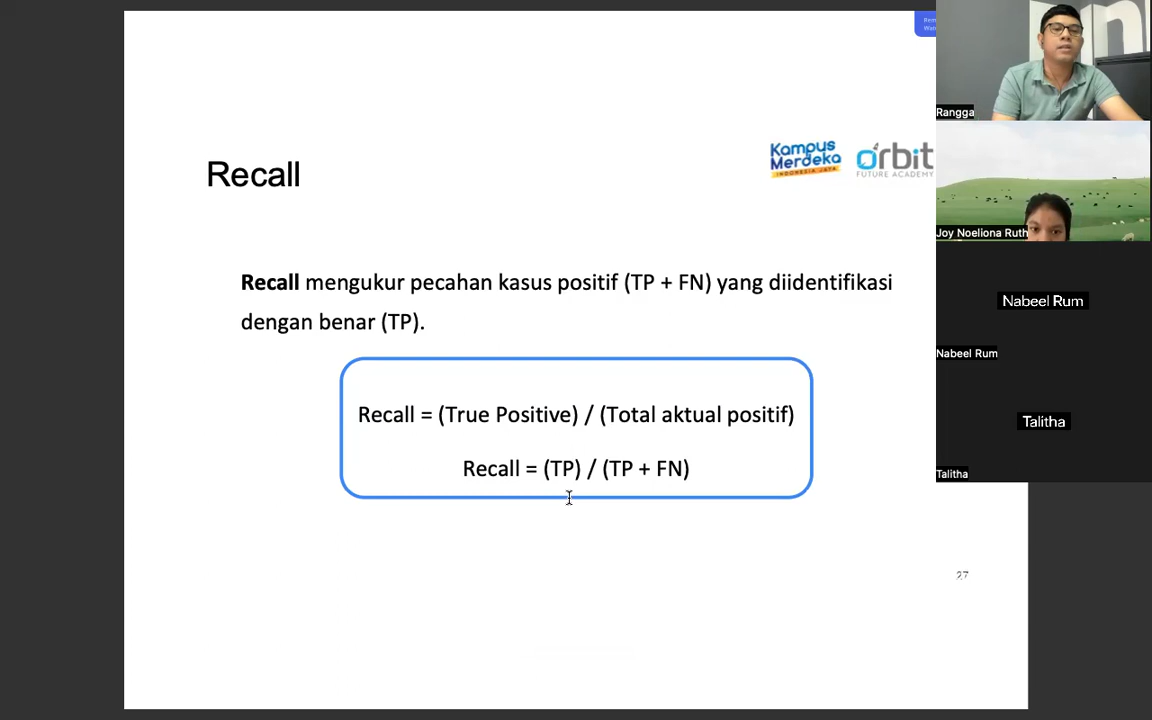 Recall
Kampus
Merdeka
INDONESIA JAYA
Orbit
FUTURE ACADEMY
Recall mengukur pecahan kasus positif (TP + FN) yang diidentifikasi
dengan benar (TP).
Recall = (True Positive) / (Total aktual positif)
Recall = (TP) / (TP + FN)
27
Rangga
Joy Noeliona Ruth
Nabeel Rum
Nabeel Rum
Talitha
Talitha